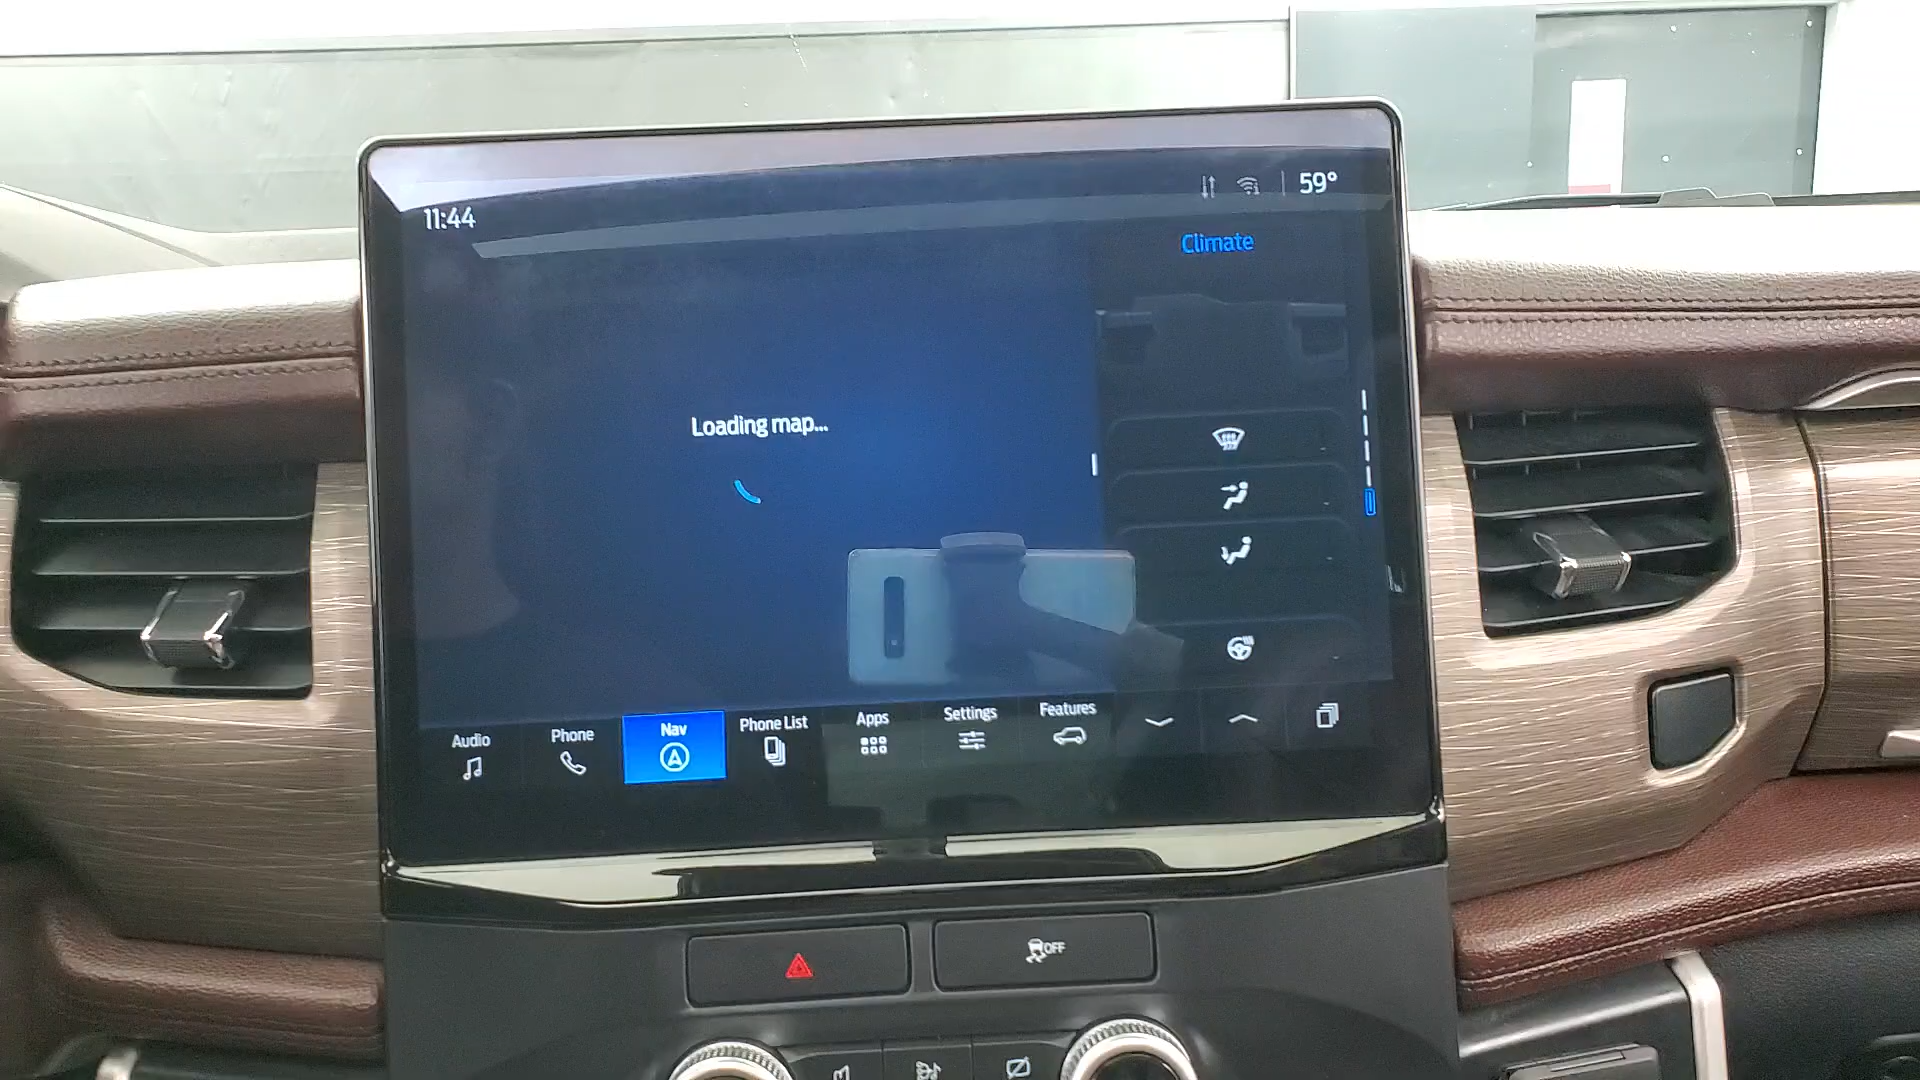 11:44
59°
Climate
Loading map...
Audio
Phone
Nav
Phone List
Apps
Settings
Features
OFF